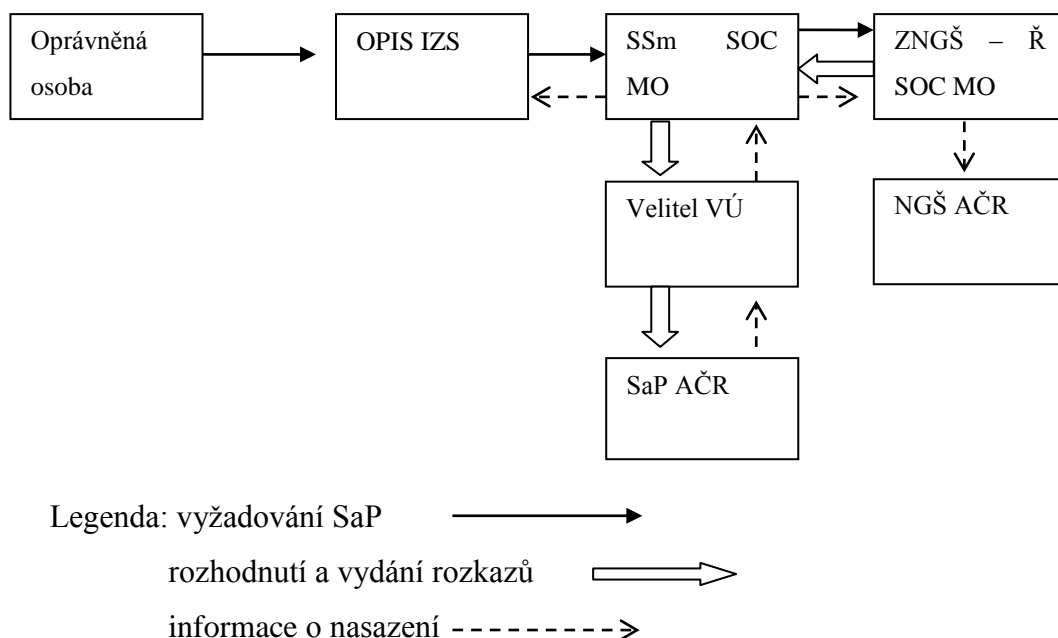 Oprávněná
osoba
OPIS IZS
SSm SOC
MO
ZNGŠ – Ř
SOC MO
Velitel VÚ
NGŠ AČR
SaP AČR
Legenda: vyžadování SaP
rozhodnutí a vydání rozkazů
informace o nasazení